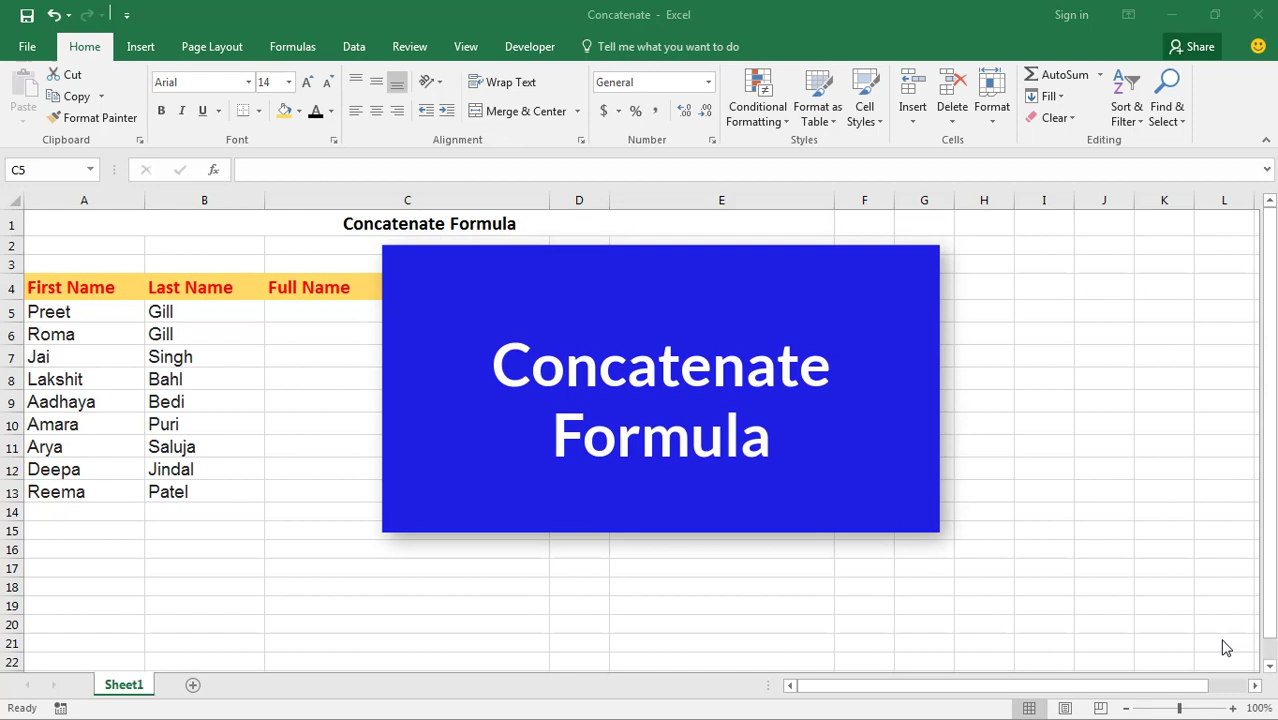 Concatenate - Excel
Sign in
File Home Insert Page Layout Formulas Data Review View Developer Tell me what you want to do Share
Paste
Cut
Copy
Format Painter
Clipboard
Arial 14 A A
B I U A
Font
Wrap Text
Merge & Center
Alignment
General
$ % ,
Number
Conditional Formatting
Format as Table
Cell Styles
Styles
Insert
Delete
Format
Cells
AutoSum
Fill
Clear
Sort & Filter
Find & Select
Editing
C5 fx
A B C D E F G H I J K L
1 Concatenate Formula
2
3
4 First Name Last Name Full Name
5 Preet Gill
6 Roma Gill
7 Jai Singh
8 Lakshit Bahl
9 Aadhaya Bedi
10 Amara Puri
11 Arya Saluja
12 Deepa Jindal
13 Reema Patel
14
15
16
17
18
19
20
21
22
Concatenate
Formula
Sheet1
Ready
100%